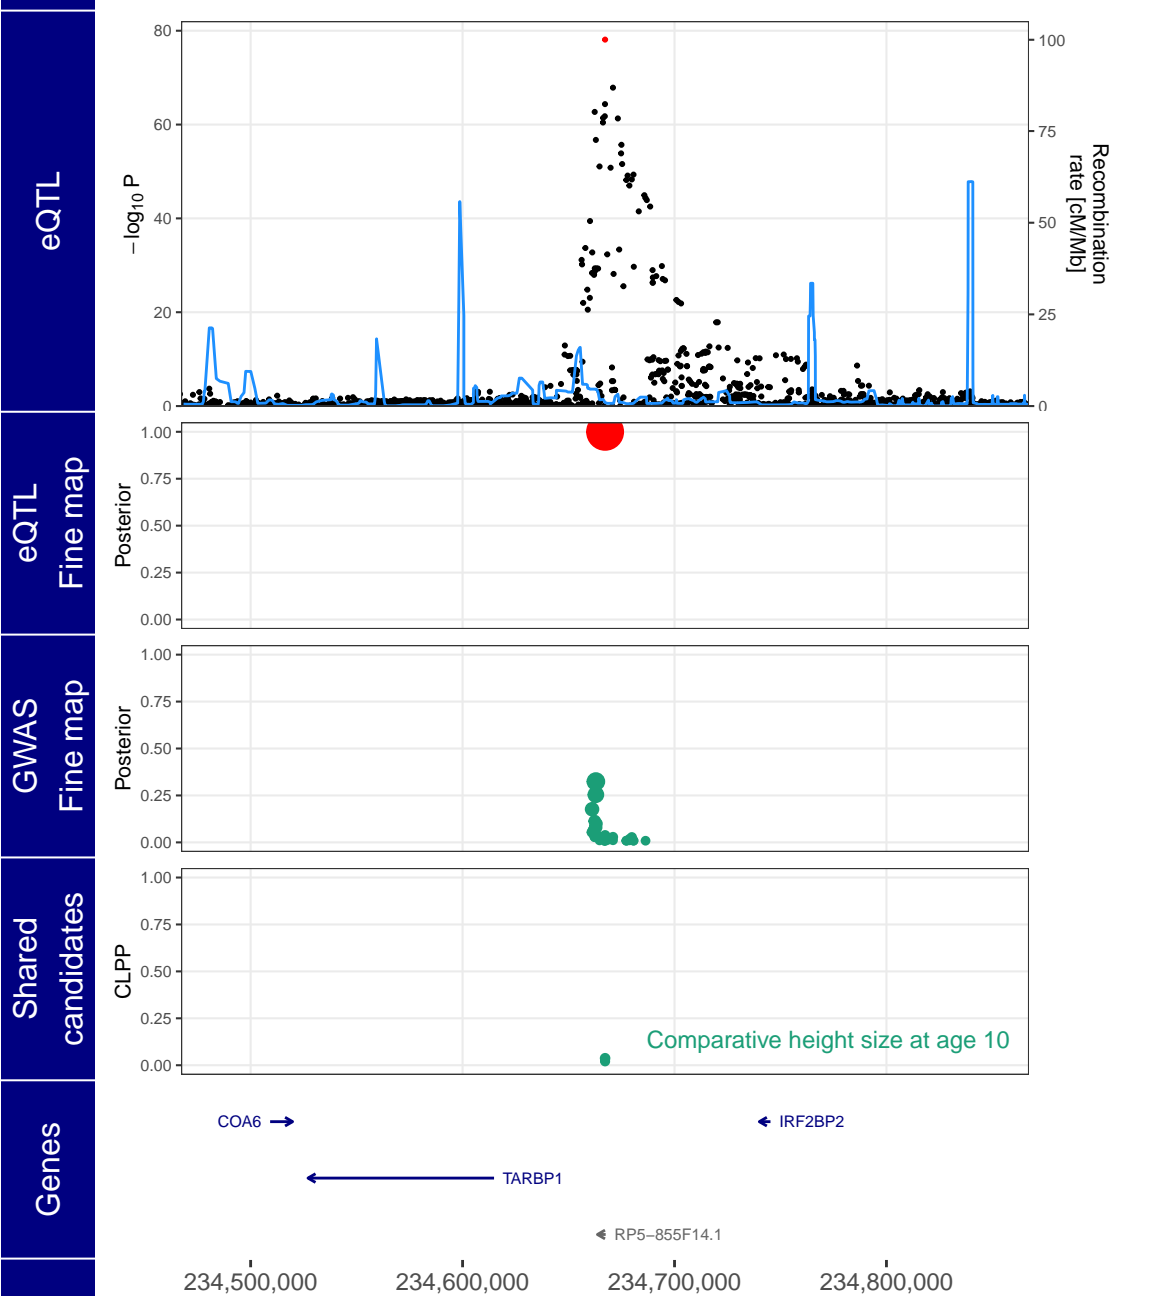 eQTL
−log10 P
80
60
40
20
0
100
75
50
25
0
Recombination
rate [cM/Mb]
eQTL
Fine map
Posterior
1.00
0.75
0.50
0.25
0.00
GWAS
Fine map
Posterior
1.00
0.75
0.50
0.25
0.00
Shared
candidates
CLPP
1.00
0.75
0.50
0.25
0.00
Comparative height size at age 10
Genes
COA6
IRF2BP2
TARBP1
RP5−855F14.1
234,500,000
234,600,000
234,700,000
234,800,000